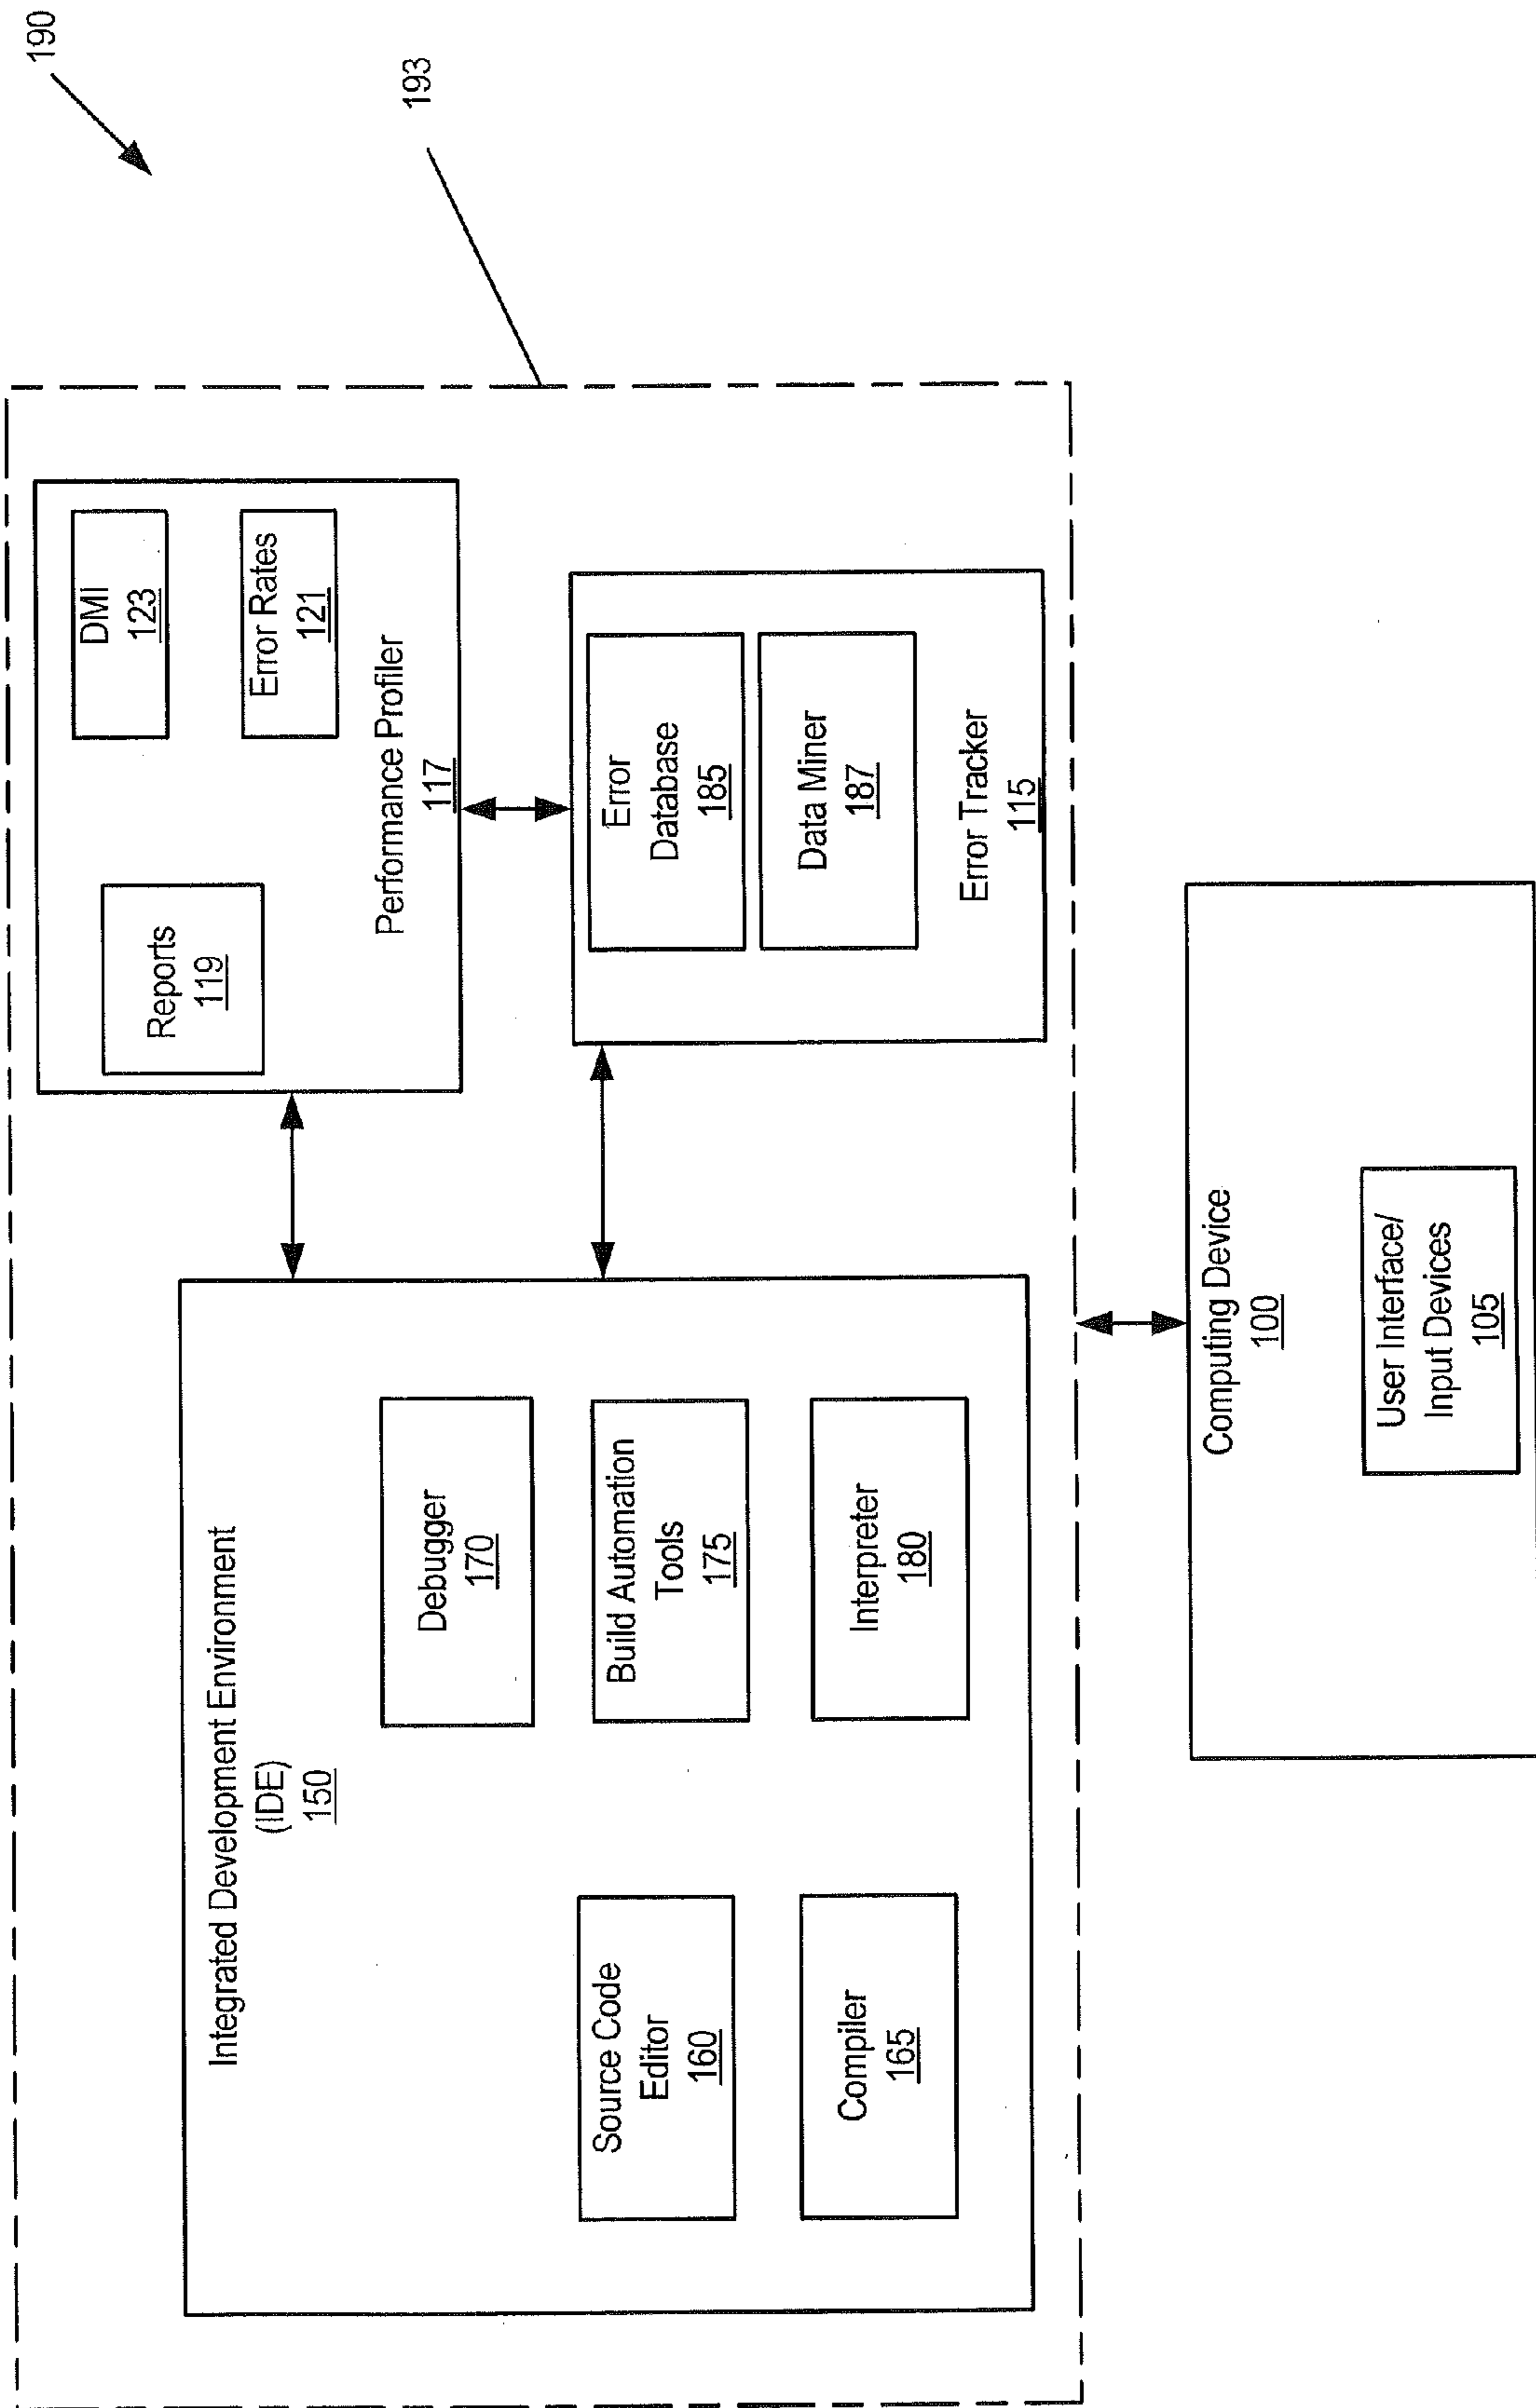 190
193
Integrated Development Environment
(IDE)
150
Source Code
Editor
160
Compiler
165
Debugger
170
Build Automation
Tools
175
Interpreter
180
Reports
119
DMI
123
Error Rates
121
Performance Profiler
117
Error
Database
185
Data Miner
187
Error Tracker
115
Computing Device
100
User Interface/
Input Devices
105